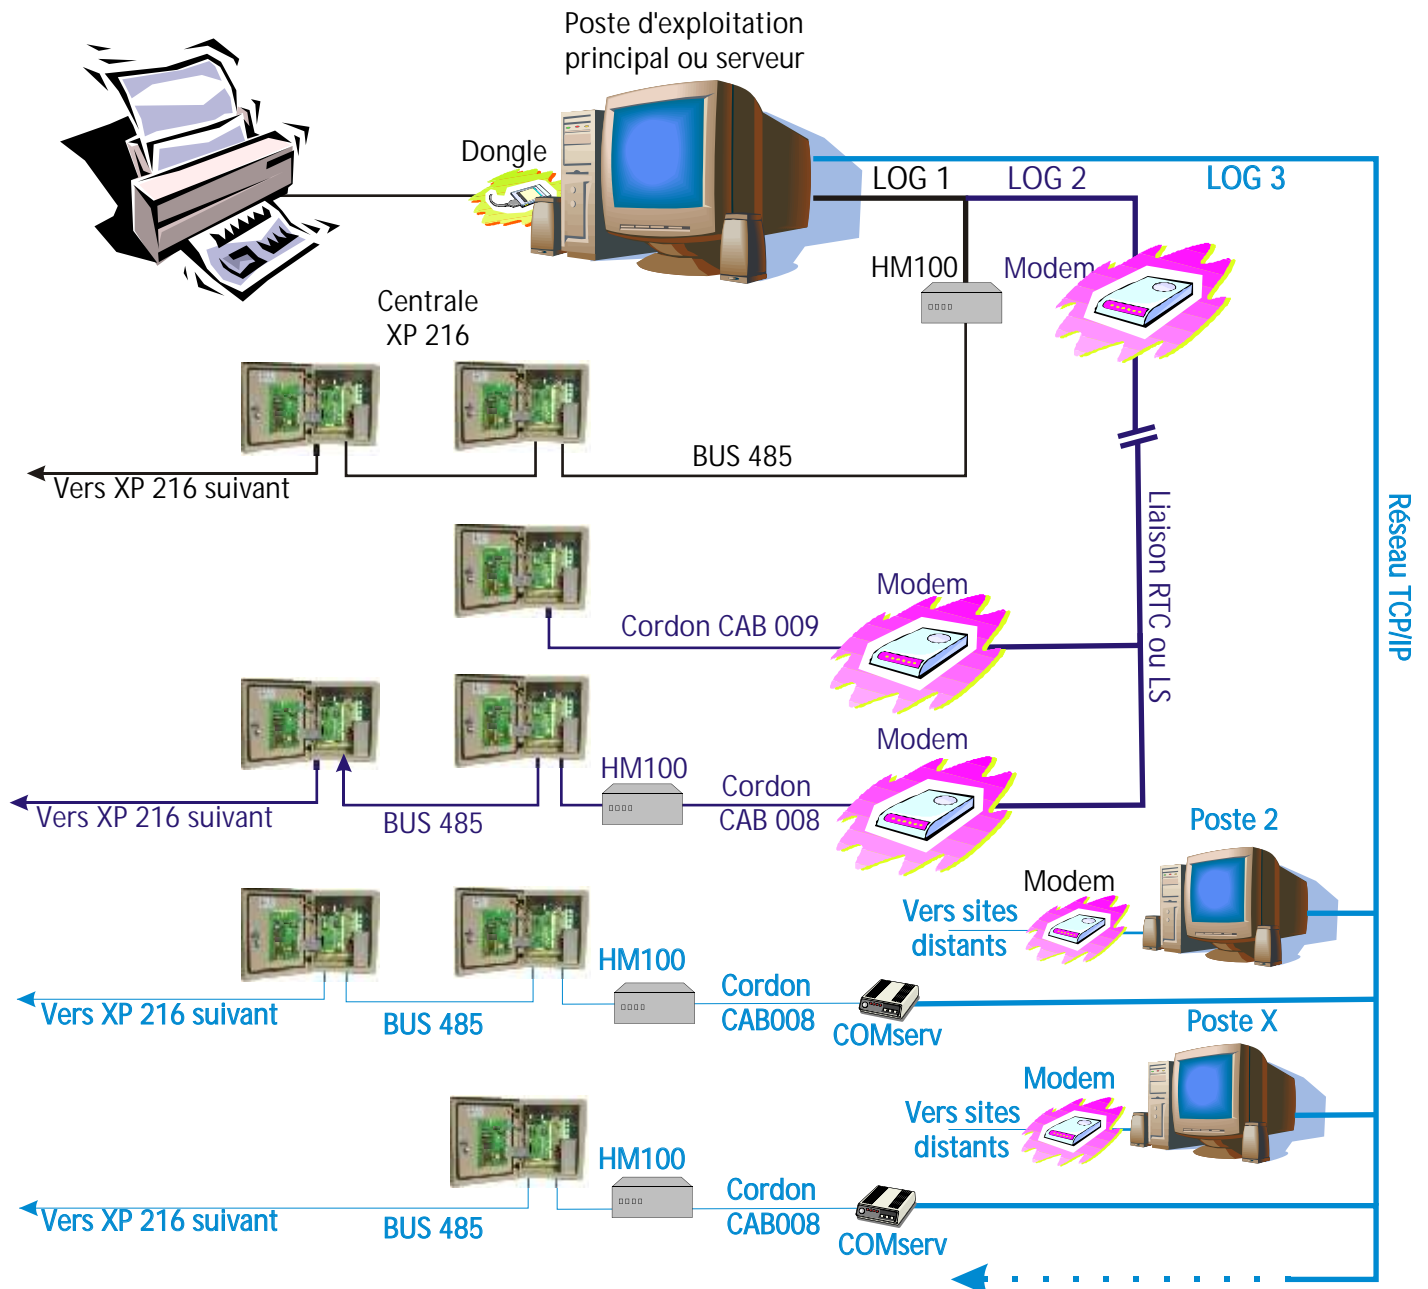 Poste d'exploitation
principal ou serveur
Dongle
LOG 1
LOG 2
LOG 3
HM100
Modem
Centrale
XP 216
BUS 485
Vers XP 216 suivant
Liaison RTC ou LS
Réseau TCP/IP
Modem
Cordon CAB 009
Modem
HM100
Cordon
CAB 008
Vers XP 216 suivant
BUS 485
Poste 2
Modem
Vers sites
distants
HM100
Cordon
CAB008
COMserv
Vers XP 216 suivant
BUS 485
Poste X
Modem
Vers sites
distants
HM100
Cordon
CAB008
COMserv
Vers XP 216 suivant
BUS 485